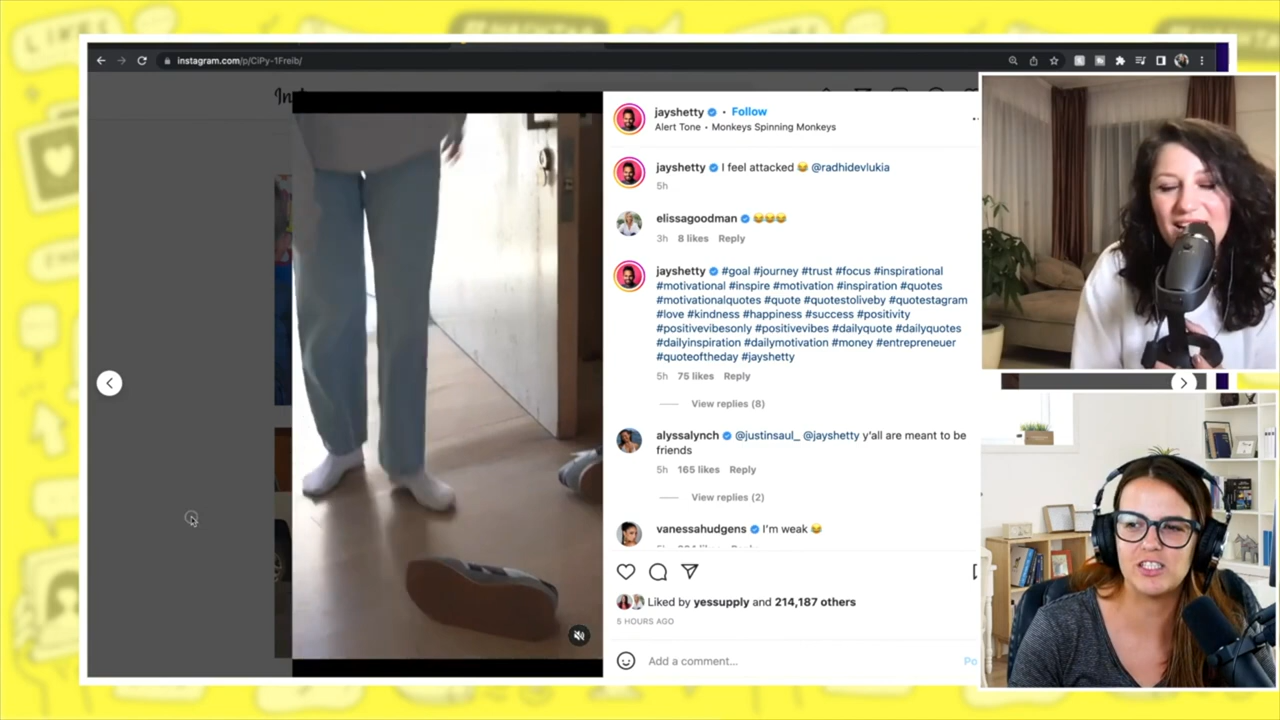 LIKES
instagram.com/p/CiPy-1Freib/
jayshetty • Follow
Alert Tone • Monkeys Spinning Monkeys
jayshetty I feel attacked 😂 @radhidevlukia
5h
elissagoodman 😂😂😂
3h 8 likes Reply
jayshetty #goal #journey #trust #focus #inspirational
#motivational #inspire #motivation #inspiration #quotes
#motivationalquotes #quote #quotestoliveby #quotestagram
#love #kindness #happiness #success #positivity
#positivevibesonly #positivevibes #dailyquote #dailyquotes
#dailyinspiration #dailymotivation #money #entrepreneuer
#quoteoftheday #jayshetty
5h 75 likes Reply
View replies (8)
alyssalynch @justinsaul_ @jayshetty y'all are meant to be
friends
5h 165 likes Reply
View replies (2)
vanessahudgens I'm weak 😂
Liked by yessupply and 214,187 others
5 HOURS AGO
Add a comment...
Po